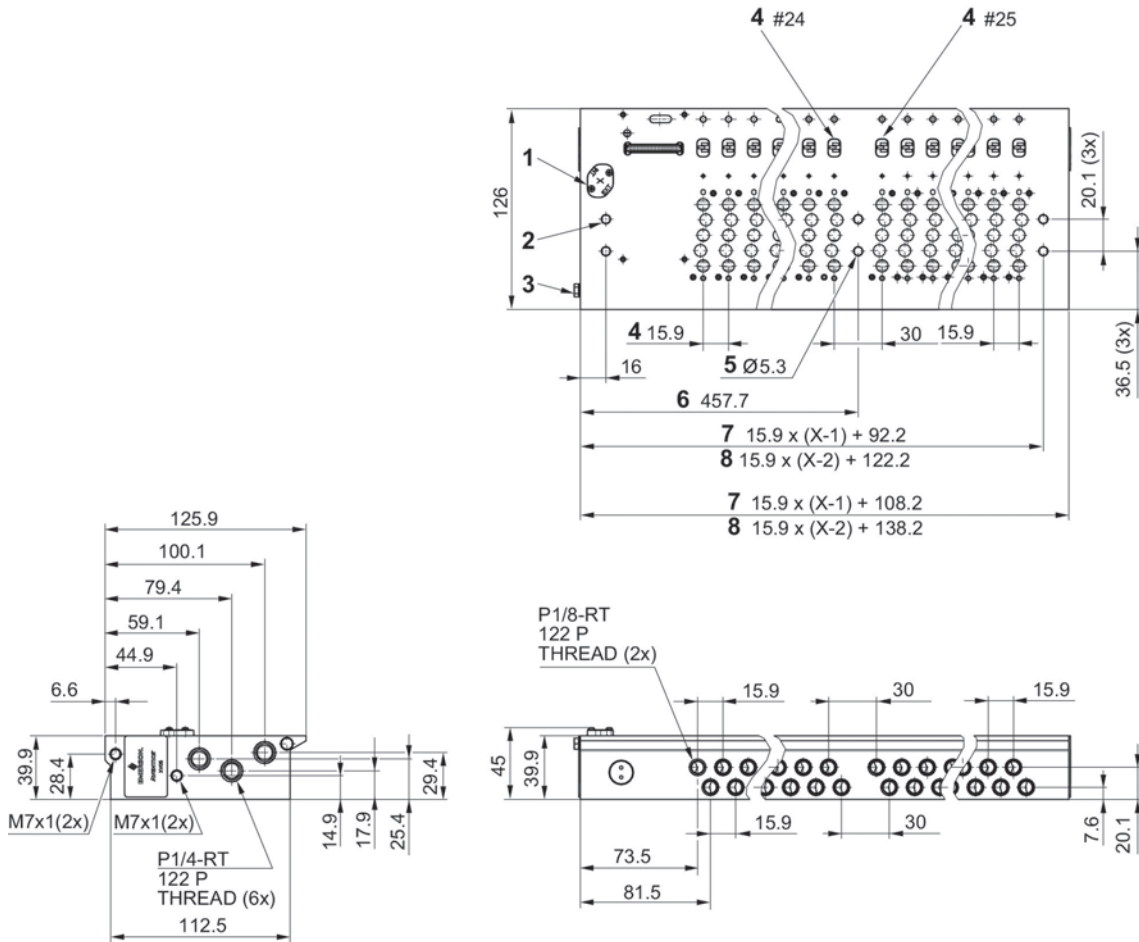 4 #24
4 #25
1
2
3
126
20.1 (3x)
36.5 (3x)
4 15.9
30
15.9
16
5 Ø5.3
6 457.7
7 15.9 x (X-1) + 92.2
8 15.9 x (X-2) + 122.2
7 15.9 x (X-1) + 108.2
8 15.9 x (X-2) + 138.2
125.9
100.1
79.4
59.1
44.9
6.6
39.9
28.4
EMERSON
M7x1(2x)
M7x1(2x)
14.9
17.9
25.4
29.4
P1/4-RT
122 P
THREAD (6x)
112.5
P1/8-RT
122 P
THREAD (2x)
15.9
30
15.9
45
39.9
15.9
30
7.6
20.1
73.5
81.5